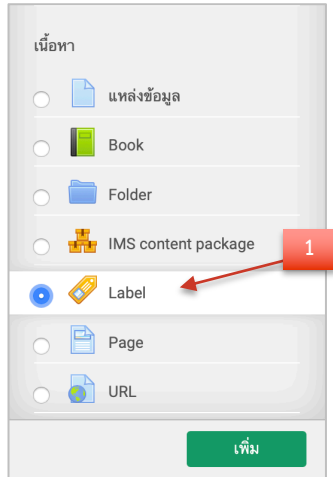 เนื้อหา
แหล่งข้อมูล
Book
Folder
IMS content package
1
Label
Page
URL
เพิ่ม